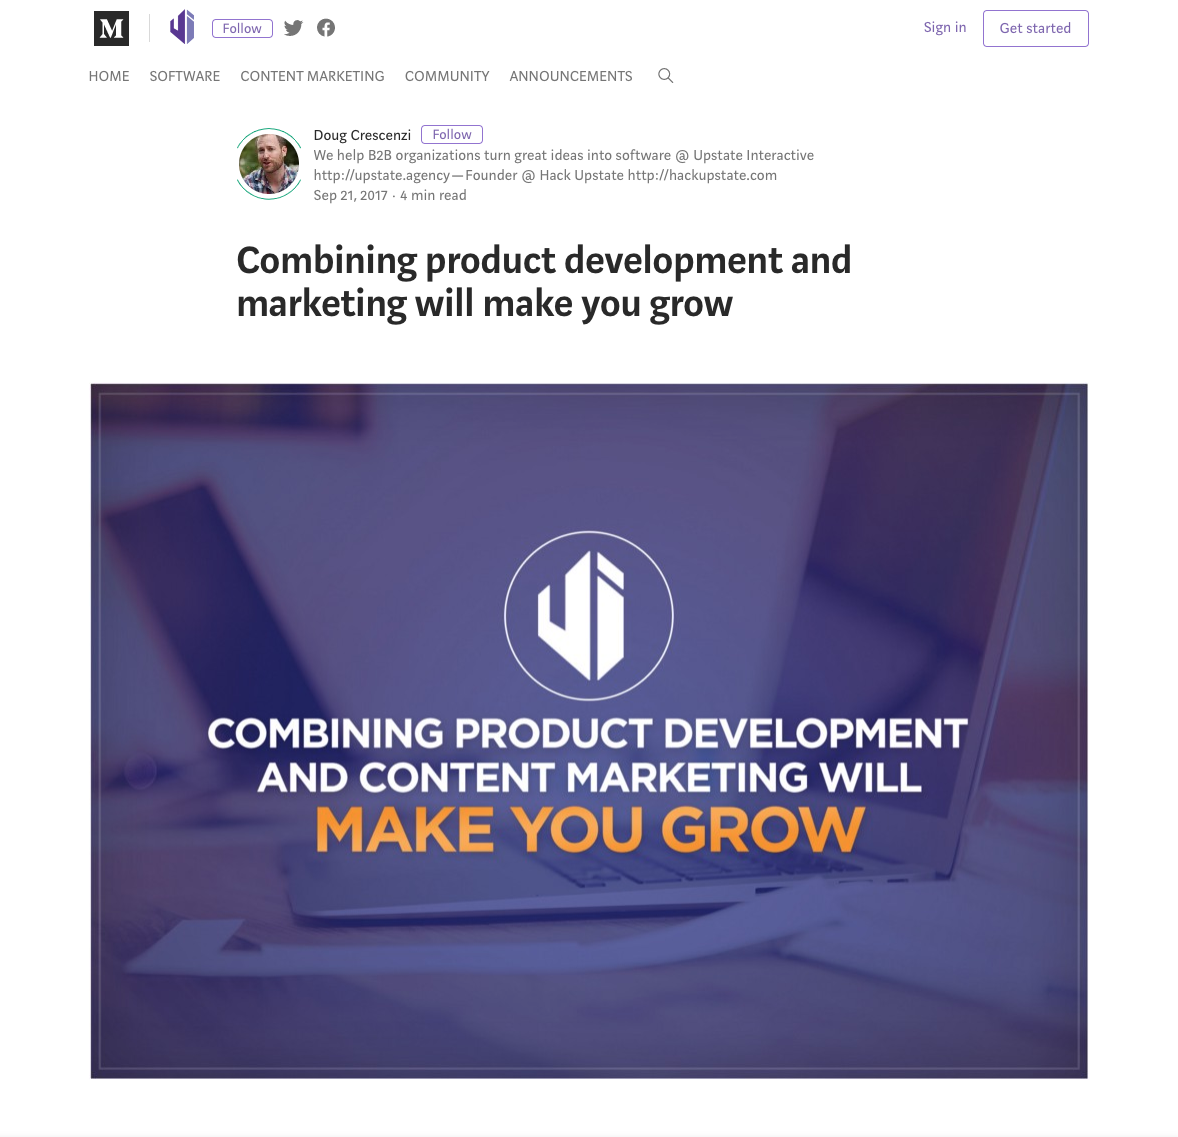 M
Follow
Sign in
Get started
HOME SOFTWARE CONTENT MARKETING COMMUNITY ANNOUNCEMENTS
Doug Crescenzi Follow
We help B2B organizations turn great ideas into software @ Upstate Interactive
http://upstate.agency — Founder @ Hack Upstate http://hackupstate.com
Sep 21, 2017 · 4 min read
Combining product development and
marketing will make you grow
COMBINING PRODUCT DEVELOPMENT
AND CONTENT MARKETING WILL
MAKE YOU GROW